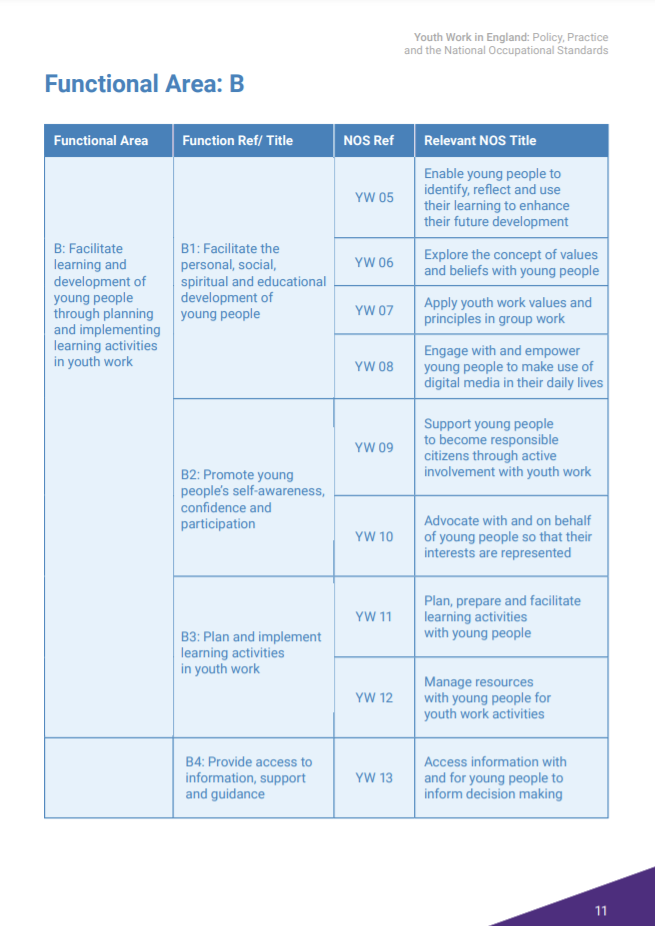 Youth Work in England: Policy, Practice
and the National Occupational Standards
Functional Area: B
Functional Area
Function Ref/ Title
NOS Ref
Relevant NOS Title
B: Facilitate
learning and
development of
young people
through planning
and implementing
learning activities
in youth work
B1: Facilitate the
personal, social,
spiritual and educational
development of
young people
YW 05
Enable young people to
identify, reflect and use
their learning to enhance
their future development
YW 06
Explore the concept of values
and beliefs with young people
YW 07
Apply youth work values and
principles in group work
YW 08
Engage with and empower
young people to make use of
digital media in their daily lives
B2: Promote young
people's self-awareness,
confidence and
participation
YW 09
Support young people
to become responsible
citizens through active
involvement with youth work
YW 10
Advocate with and on behalf
of young people so that their
interests are represented
B3: Plan and implement
learning activities
in youth work
YW 11
Plan, prepare and facilitate
learning activities
with young people
YW 12
Manage resources
with young people for
youth work activities
B4: Provide access to
information, support
and guidance
YW 13
Access information with
and for young people to
inform decision making
11